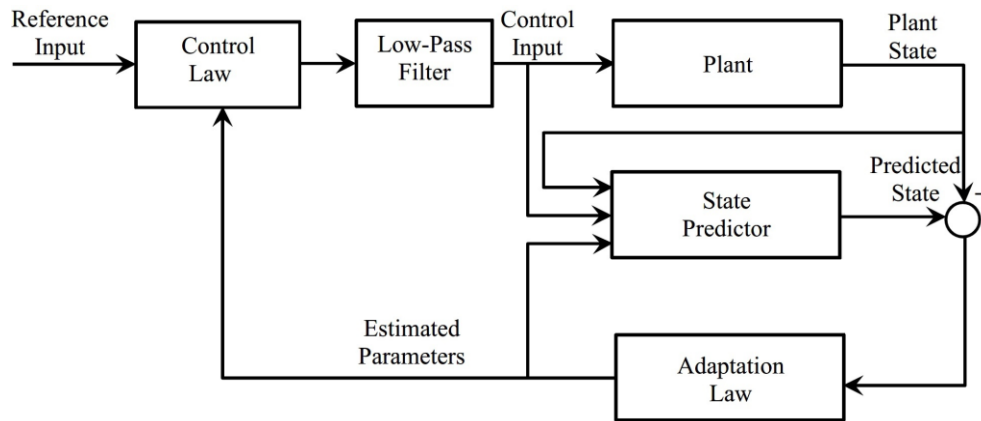 Reference
Input
Control
Law
Low-Pass
Filter
Control
Input
Plant
Plant
State
State
Predictor
Predicted
State
-
Estimated
Parameters
Adaptation
Law